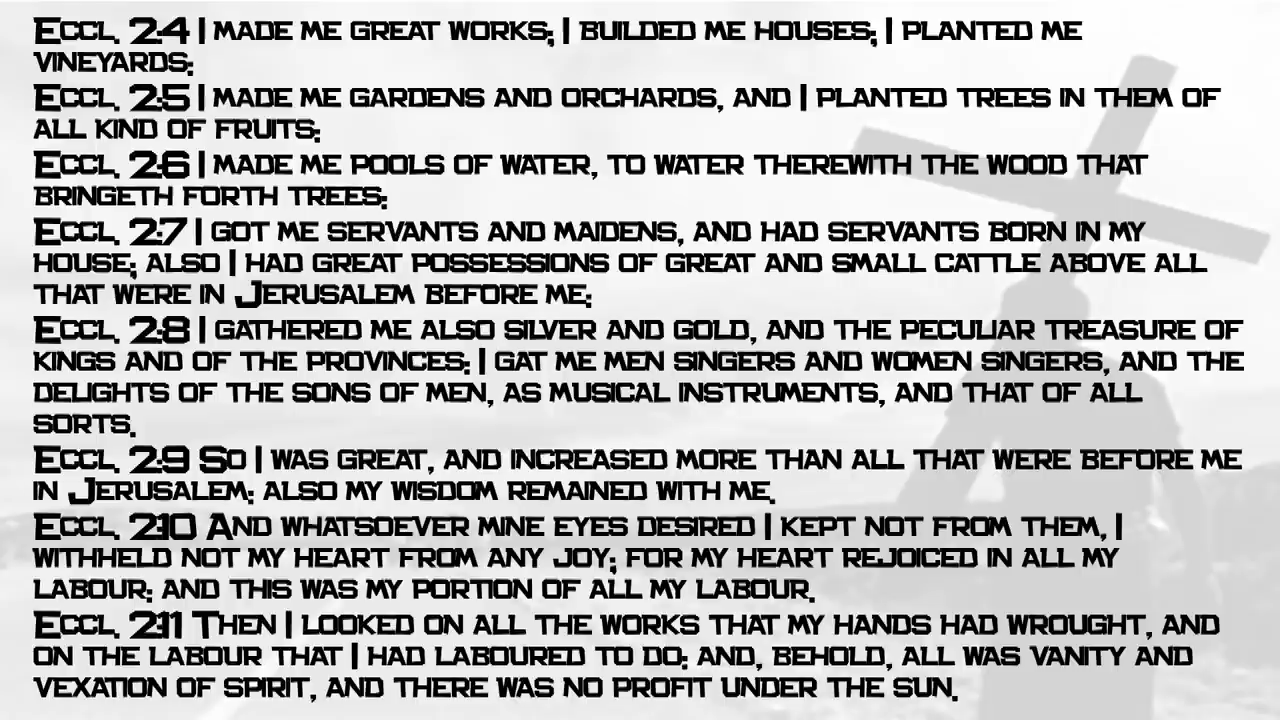 Eccl. 2:4 I made me great works; I builded me houses; I planted me
vineyards:
Eccl. 2:5 I made me gardens and orchards, and I planted trees in them of
all kind of fruits:
Eccl. 2:6 I made me pools of water, to water therewith the wood that
bringeth forth trees:
Eccl. 2:7 I got me servants and maidens, and had servants born in my
house; also I had great possessions of great and small cattle above all
that were in Jerusalem before me:
Eccl. 2:8 I gathered me also silver and gold, and the peculiar treasure of
kings and of the provinces: I gat me men singers and women singers, and the
delights of the sons of men, as musical instruments, and that of all
sorts.
Eccl. 2:9 So I was great, and increased more than all that were before me
in Jerusalem: also my wisdom remained with me.
Eccl. 2:10 And whatsoever mine eyes desired I kept not from them, I
withheld not my heart from any joy; for my heart rejoiced in all my
labour: and this was my portion of all my labour.
Eccl. 2:11 Then I looked on all the works that my hands had wrought, and
on the labour that I had laboured to do: and, behold, all was vanity and
vexation of spirit, and there was no profit under the sun.